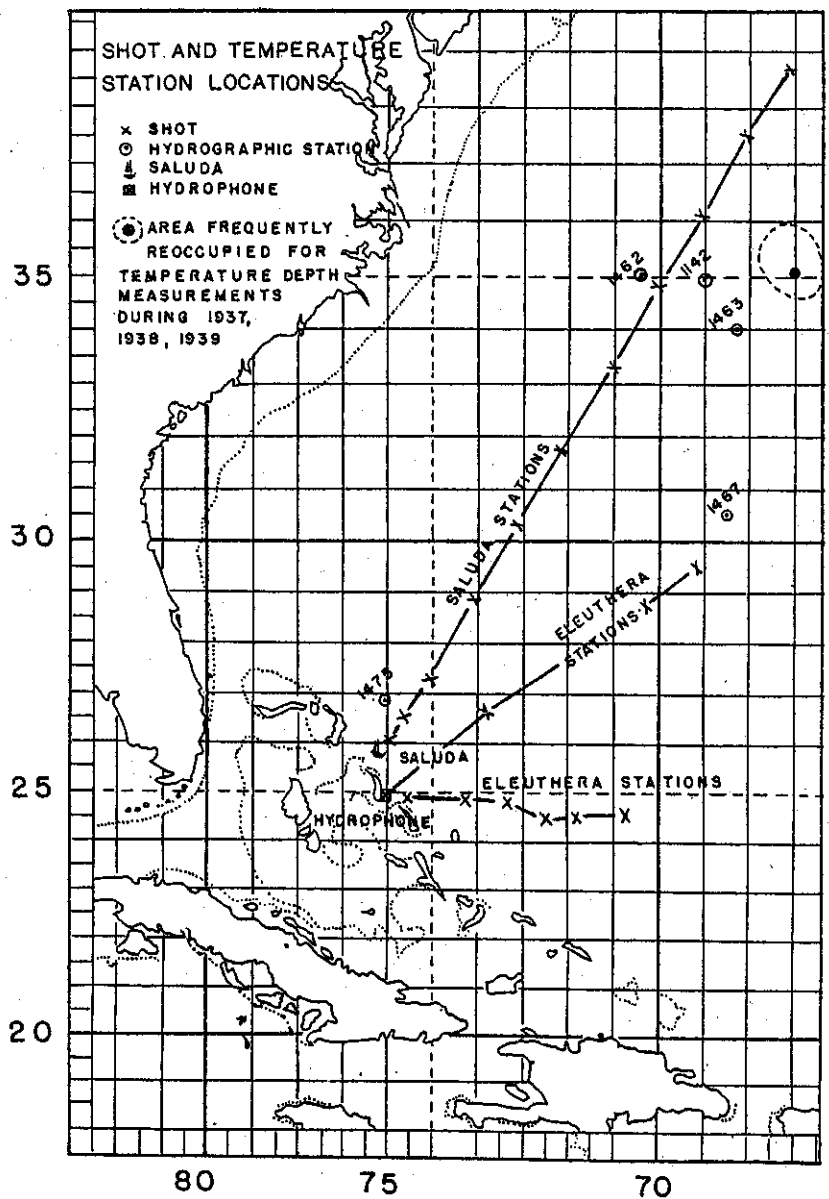 SHOT AND TEMPERATURE
STATION LOCATIONS
x SHOT
HYDROGRAPHIC STATION
SALUDA
HYDROPHONE
AREA FREQUENTLY
REOCCUPIED FOR
TEMPERATURE DEPTH
MEASUREMENTS
DURING 1937,
1938, 1939
35
1462
1142
1463
30
1467
SALUDA STATIONS
ELEUTHERA
STATIONS
1475
SALUDA
25
ELEUTHERA STATIONS
HYDROPHONE
20
80
75
70